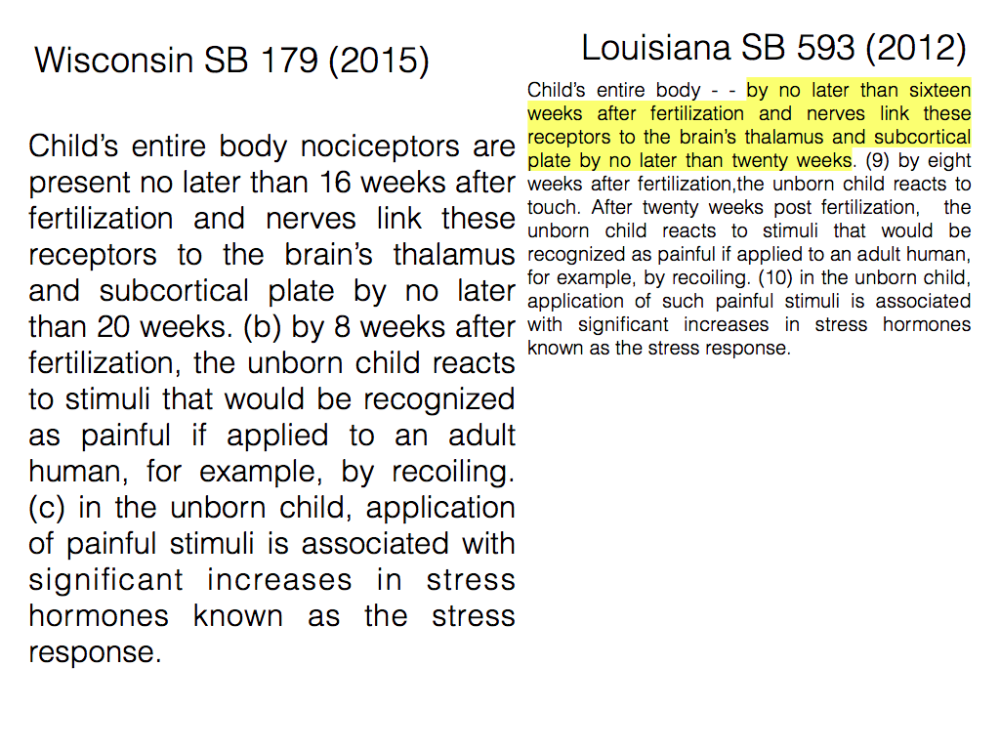 Wisconsin SB 179 (2015)
Child’s entire body nociceptors are
present no later than 16 weeks after
fertilization and nerves link these
receptors to the brain’s thalamus
and subcortical plate by no later
than 20 weeks. (b) by 8 weeks after
fertilization, the unborn child reacts
to stimuli that would be recognized
as painful if applied to an adult
human, for example, by recoiling.
(c) in the unborn child, application
of painful stimuli is associated with
significant increases in stress
hormones known as the stress
response.
Louisiana SB 593 (2012)
Child’s entire body - - by no later than sixteen
weeks after fertilization and nerves link these
receptors to the brain’s thalamus and subcortical
plate by no later than twenty weeks. (9) by eight
weeks after fertilization,the unborn child reacts to
touch. After twenty weeks post fertilization, the
unborn child reacts to stimuli that would be
recognized as painful if applied to an adult human,
for example, by recoiling. (10) in the unborn child,
application of such painful stimuli is associated
with significant increases in stress hormones
known as the stress response.